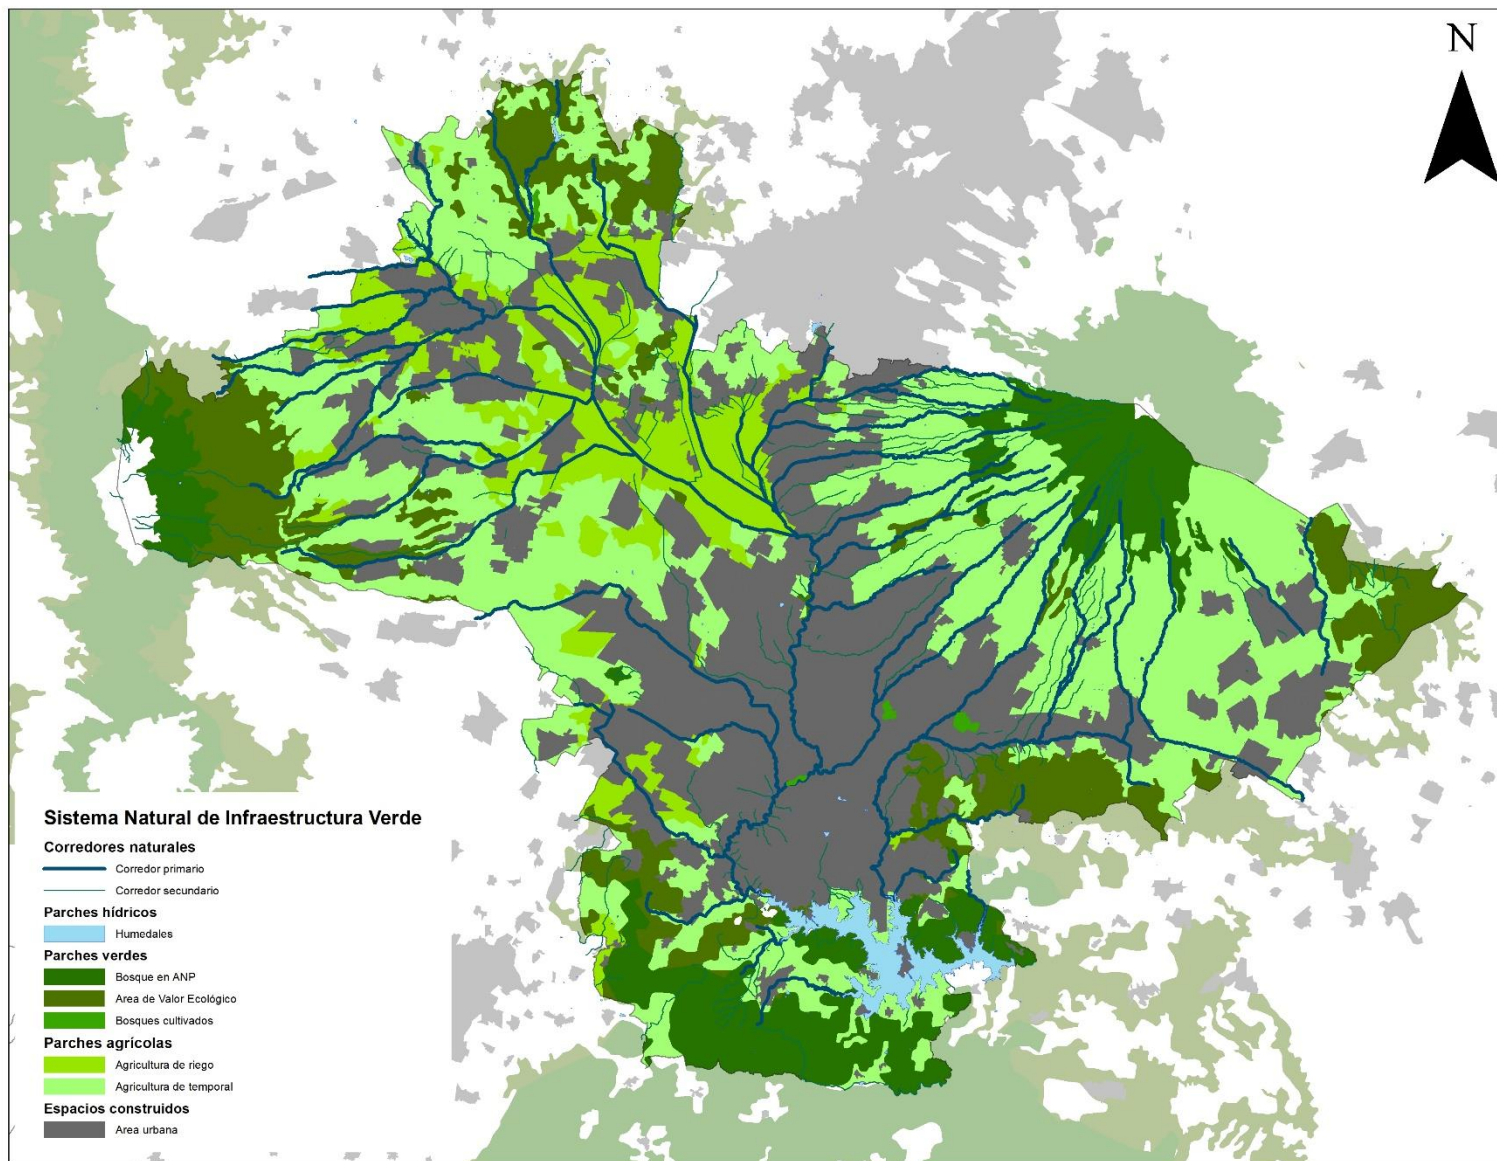 N
Sistema Natural de Infraestructura Verde
Corredores naturales
Corredor primario
Corredor secundario
Parches hídricos
Humedales
Parches verdes
Bosque en ANP
Area de Valor Ecológico
Bosques cultivados
Parches agrícolas
Agricultura de riego
Agricultura de temporal
Espacios construidos
Area urbana